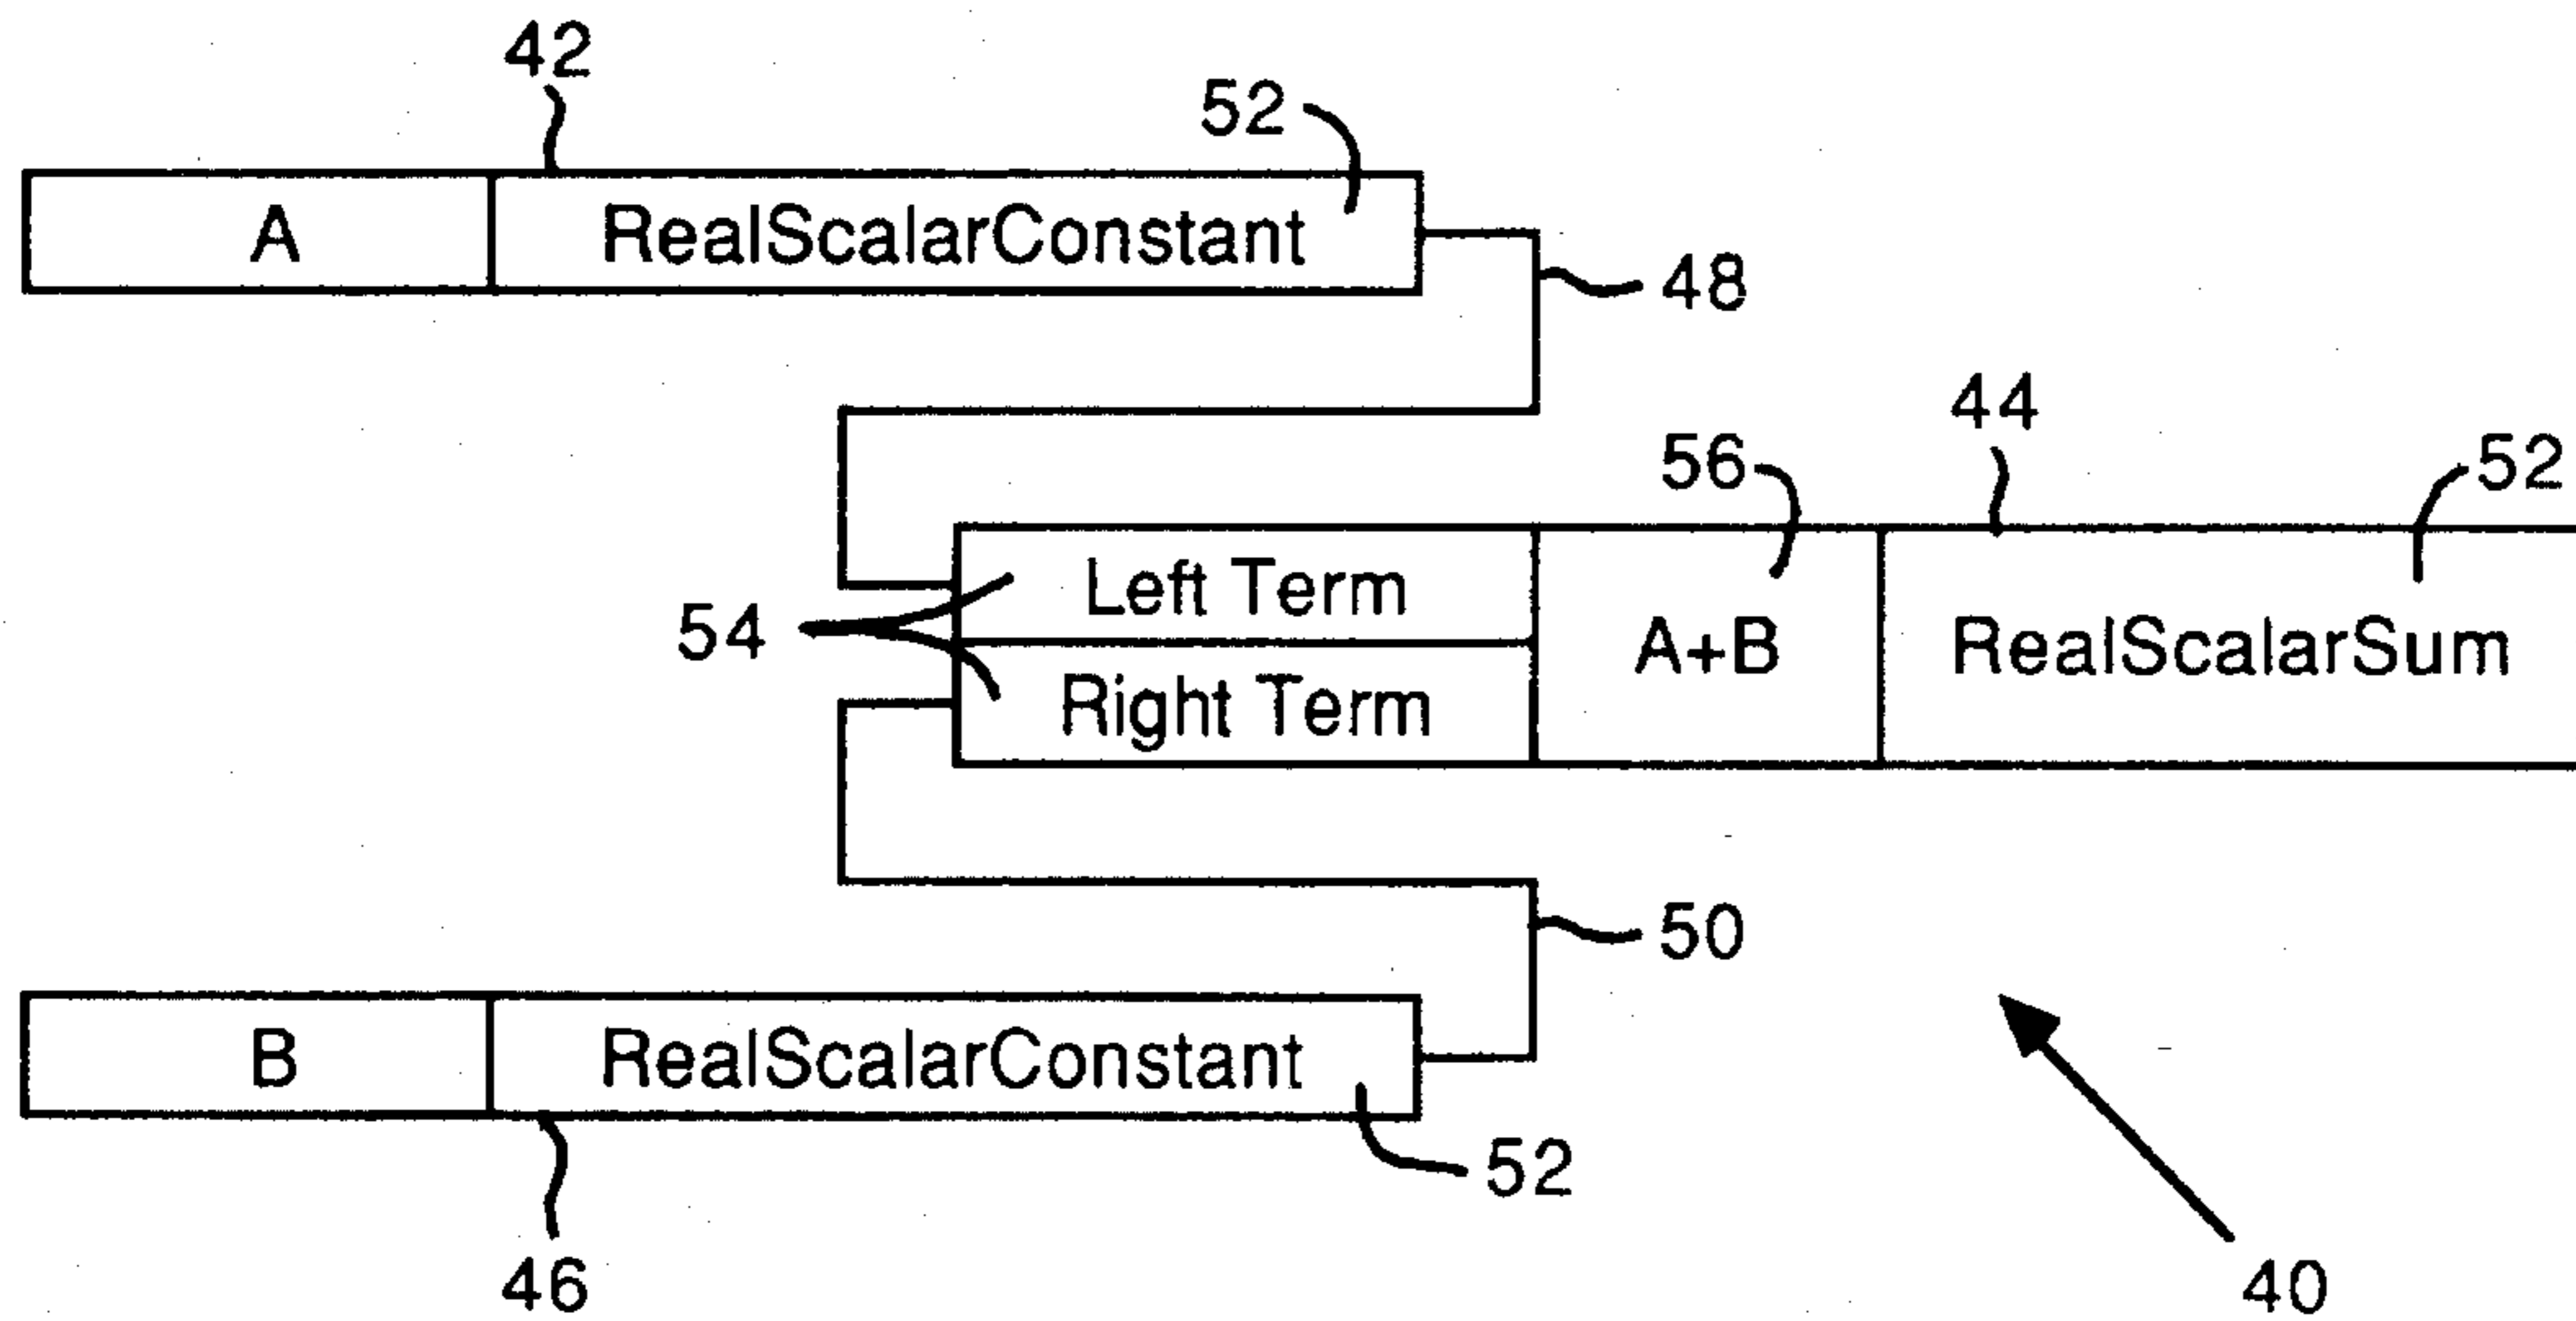 42
52
A RealScalarConstant
48
44
56 52
Left Term
54 A+B RealScalarSum
Right Term
50
B RealScalarConstant
52
46 40